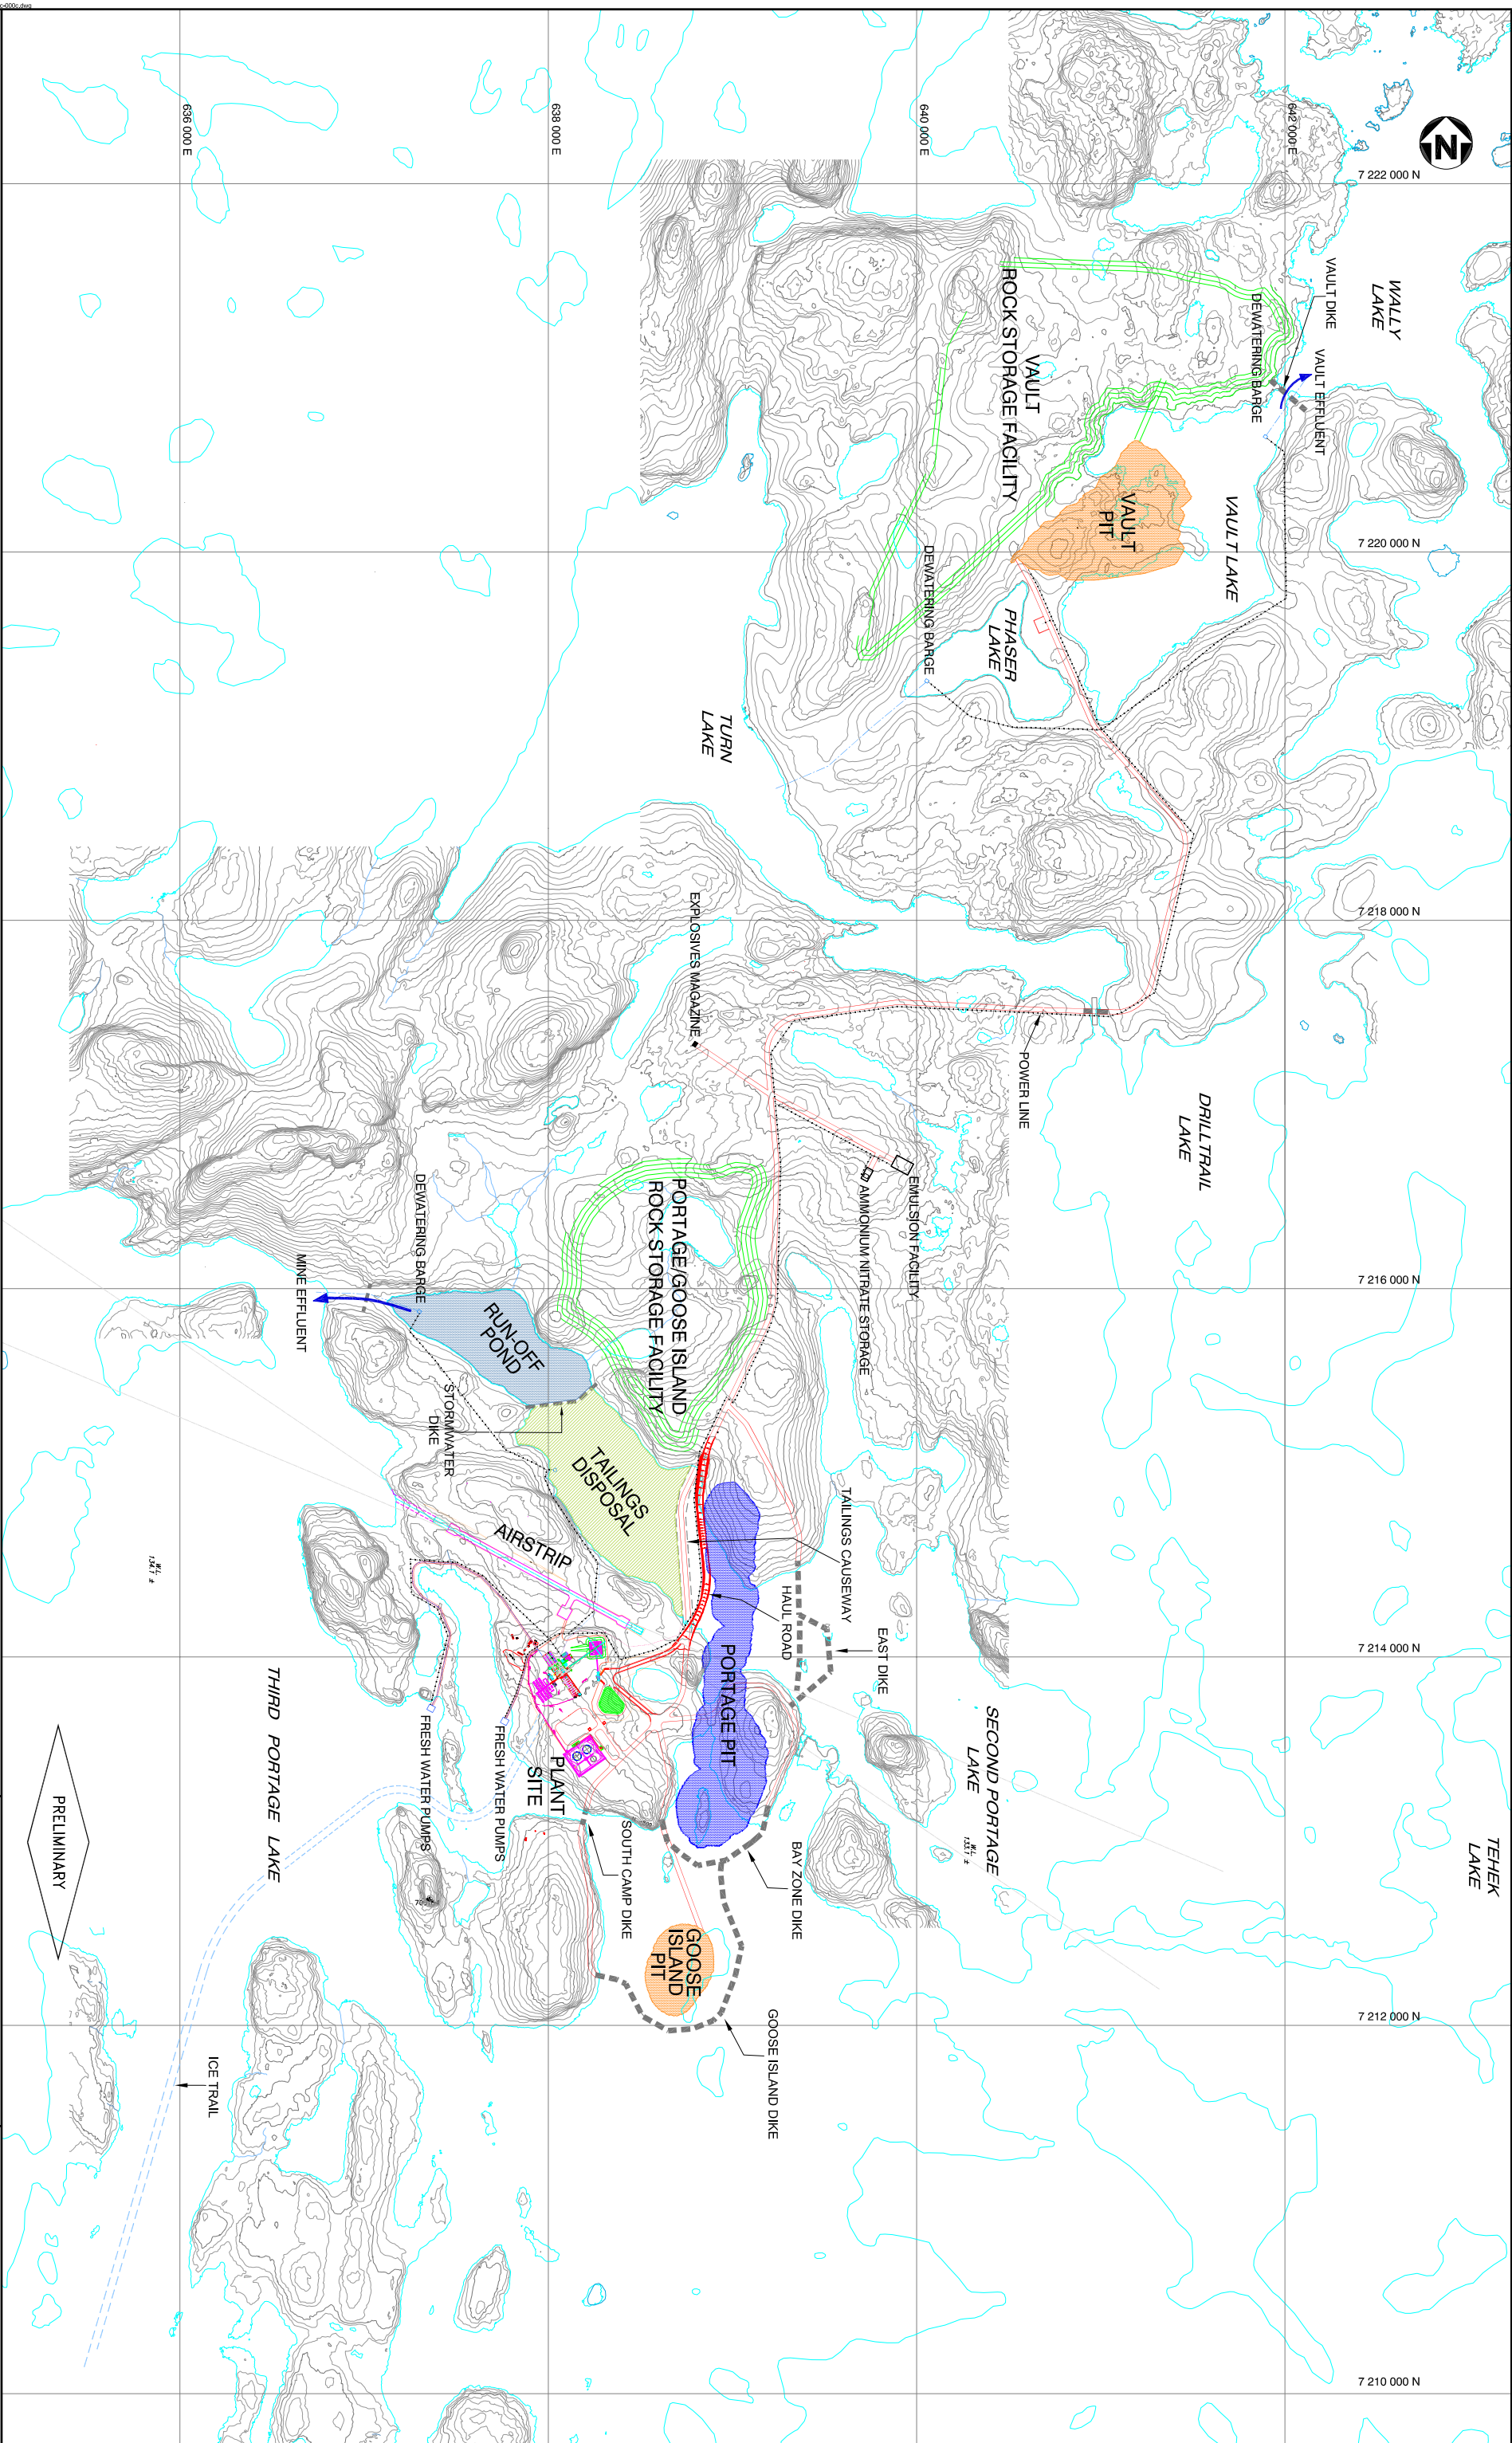 c-000c.dwg
N
636 000 E
638 000 E
640 000 E
642 000 E
7 222 000 N
7 220 000 N
7 218 000 N
7 216 000 N
7 214 000 N
7 212 000 N
7 210 000 N
WALLY
LAKE
VAULT DIKE
VAULT EFFLUENT
DEWATERING BARGE
VAULT
ROCK STORAGE FACILITY
VAULT
PIT
VAULT LAKE
DEWATERING BARGE
PHASER
LAKE
TURN
LAKE
EXPLOSIVES MAGAZINE
POWER LINE
DRILLTRAIL
LAKE
EMULSION FACILITY
AMMONIUM NITRATE STORAGE
PORTAGE/GOOSE ISLAND
ROCK STORAGE FACILITY
DEWATERING BARGE
MINE EFFLUENT
RUN-OFF
POND
STORMWATER
DIKE
TAILINGS
DISPOSAL
AIRSTRIP
TAILINGS CAUSEWAY
HAUL ROAD
EAST DIKE
PORTAGE PIT
SECOND PORTAGE
LAKE
W.L.
133.1 ±
TEHEK
LAKE
W.L.
134.1 ±
THIRD PORTAGE LAKE
FRESH WATER PUMPS
FRESH WATER PUMPS
PLANT
SITE
SOUTH CAMP DIKE
BAY ZONE DIKE
GOOSE
ISLAND
PIT
GOOSE ISLAND DIKE
ICE TRAIL
PRELIMINARY